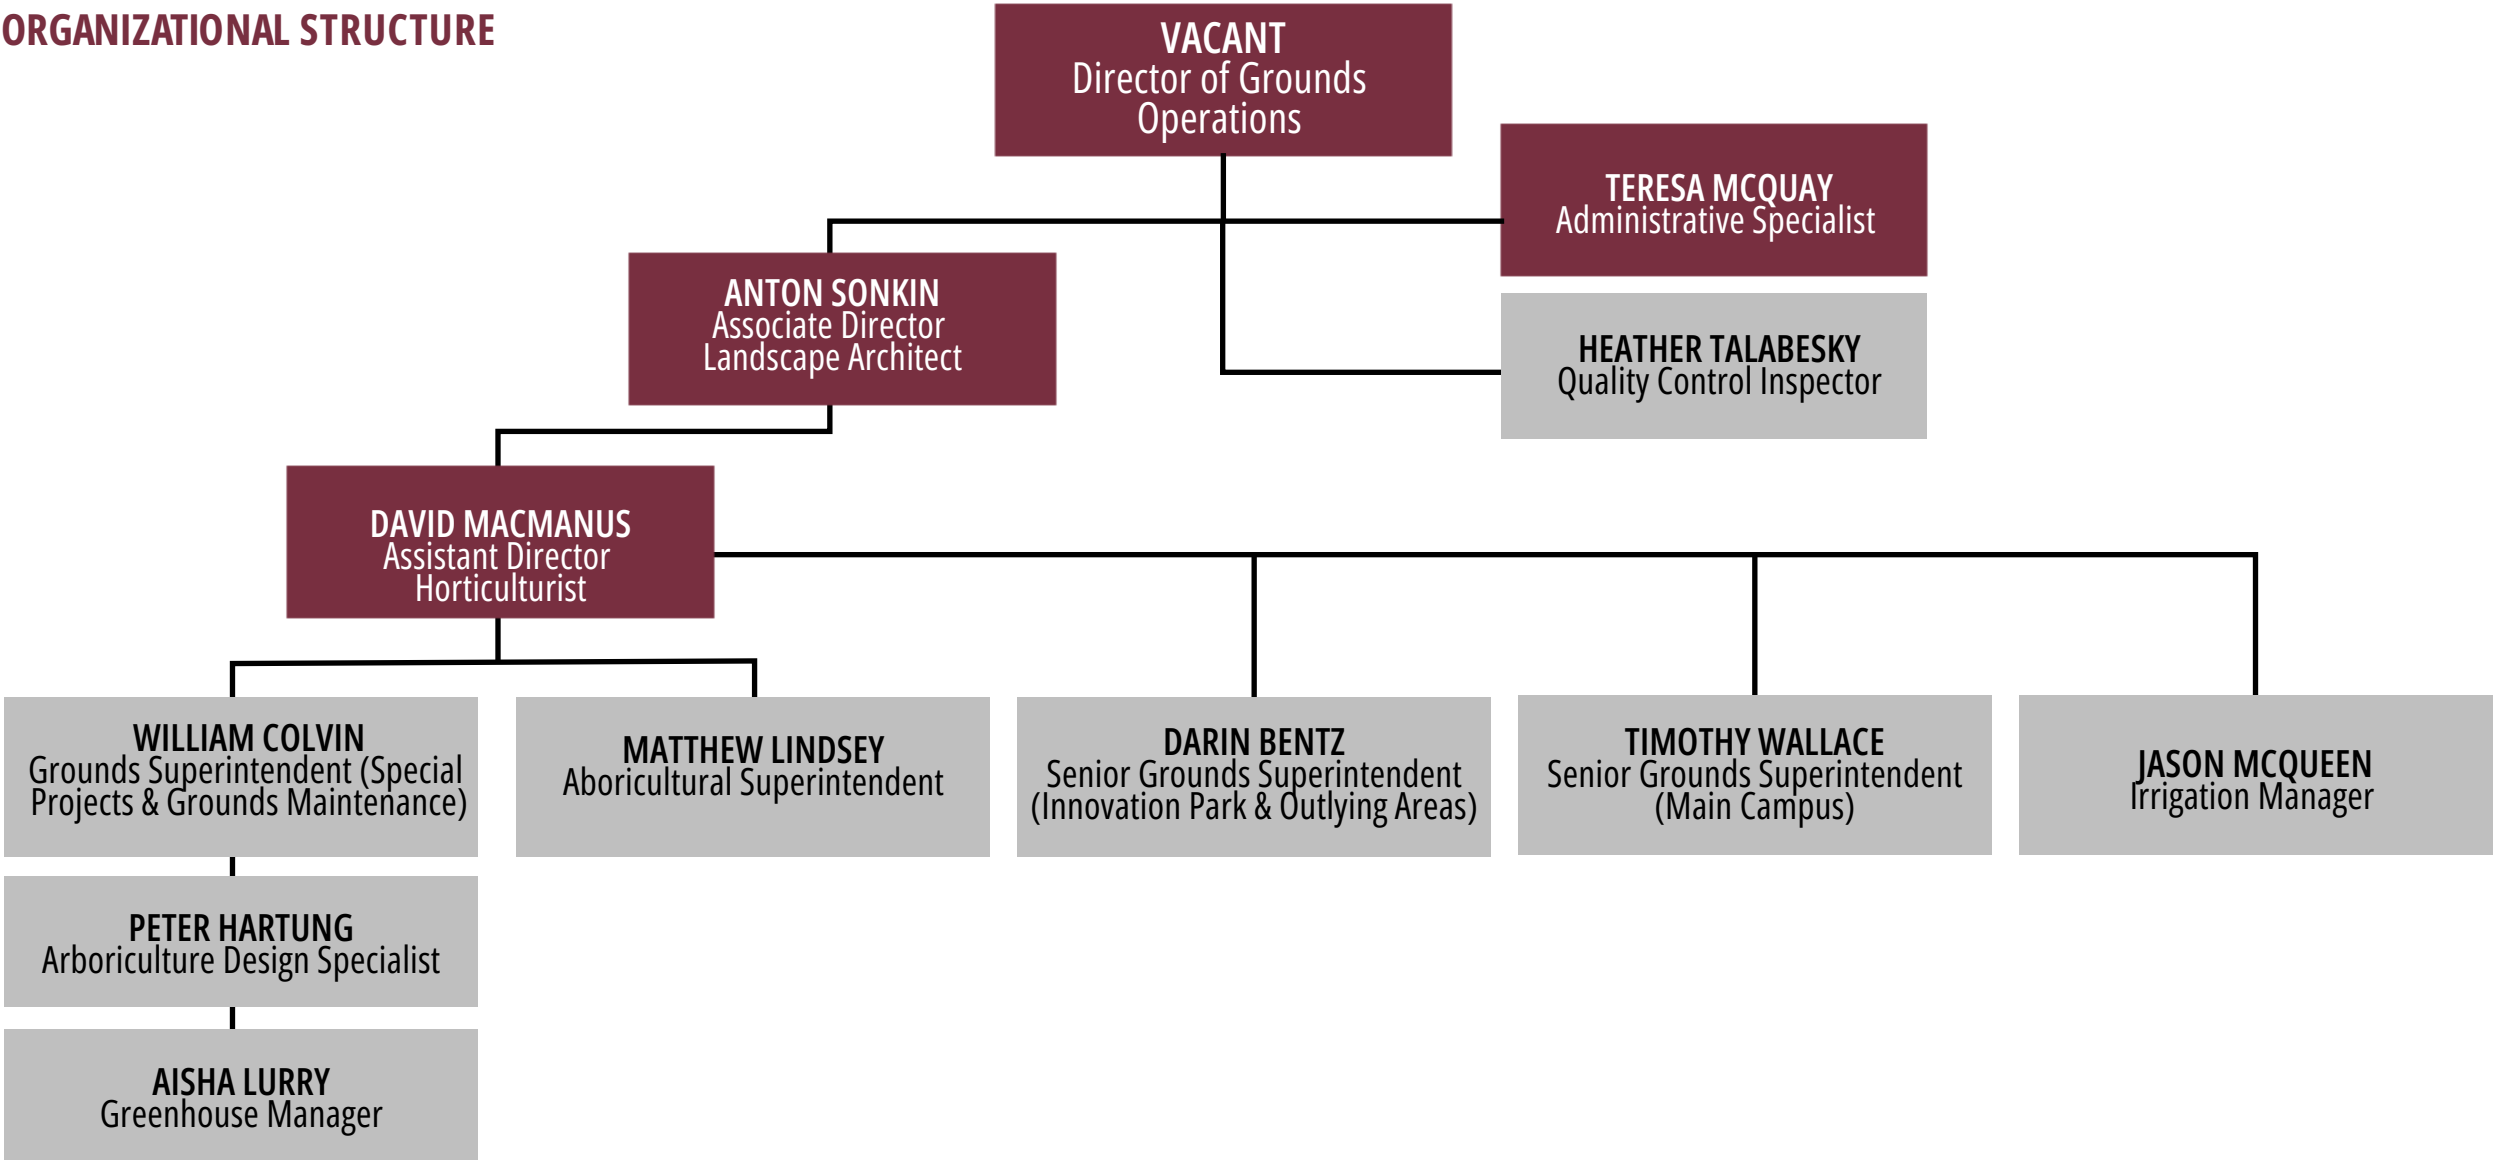 ORGANIZATIONAL STRUCTURE
VACANT
Director of Grounds
Operations
TERESA MCQUAY
Administrative Specialist
ANTON SONKIN
Associate Director
Landscape Architect
HEATHER TALABESKY
Quality Control Inspector
DAVID MACMANUS
Assistant Director
Horticulturist
WILLIAM COLVIN
Grounds Superintendent (Special
Projects & Grounds Maintenance)
MATTHEW LINDSEY
Aboricultural Superintendent
DARIN BENTZ
Senior Grounds Superintendent
(Innovation Park & Outlying Areas)
TIMOTHY WALLACE
Senior Grounds Superintendent
(Main Campus)
JASON MCQUEEN
Irrigation Manager
PETER HARTUNG
Arboriculture Design Specialist
AISHA LURRY
Greenhouse Manager